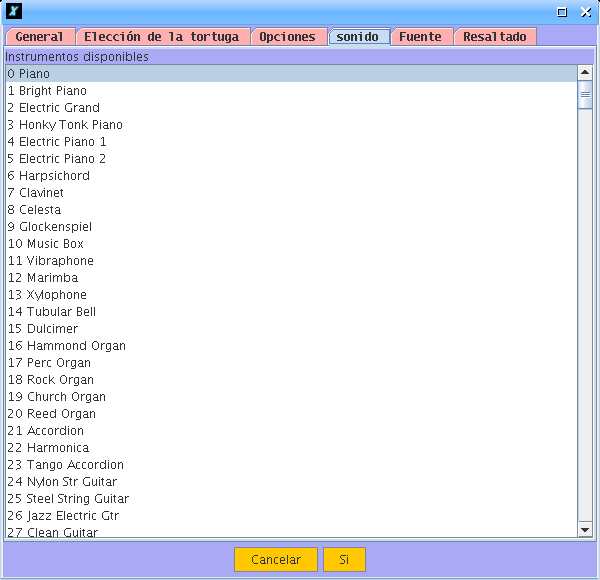 X
General Elección de la tortuga Opciones sonido Fuente Resaltado
Instrumentos disponibles
0 Piano
1 Bright Piano
2 Electric Grand
3 Honky Tonk Piano
4 Electric Piano 1
5 Electric Piano 2
6 Harpsichord
7 Clavinet
8 Celesta
9 Glockenspiel
10 Music Box
11 Vibraphone
12 Marimba
13 Xylophone
14 Tubular Bell
15 Dulcimer
16 Hammond Organ
17 Perc Organ
18 Rock Organ
19 Church Organ
20 Reed Organ
21 Accordion
22 Harmonica
23 Tango Accordion
24 Nylon Str Guitar
25 Steel String Guitar
26 Jazz Electric Gtr
27 Clean Guitar
Cancelar Si